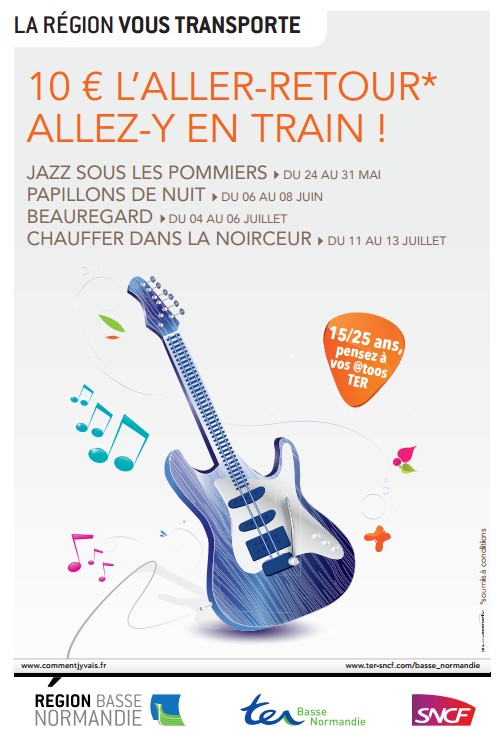 LA RÉGION VOUS TRANSPORTE
10 € L'ALLER-RETOUR*
ALLEZ-Y EN TRAIN !
JAZZ SOUS LES POMMIERS DU 24 AU 31 MAI
PAPILLONS DE NUIT DU 06 AU 08 JUIN
BEAUREGARD DU 04 AU 06 JUILLET
CHAUFFER DANS LA NOIRCEUR DU 11 AU 13 JUILLET
15/25 ans,
pensez à
vos @toos
TER
*soumis à conditions
www.commentjyvais.fr
www.ter-sncf.com/basse_normandie
RÉGION BASSE
NORMANDIE
ter Basse
Normandie
SNCF